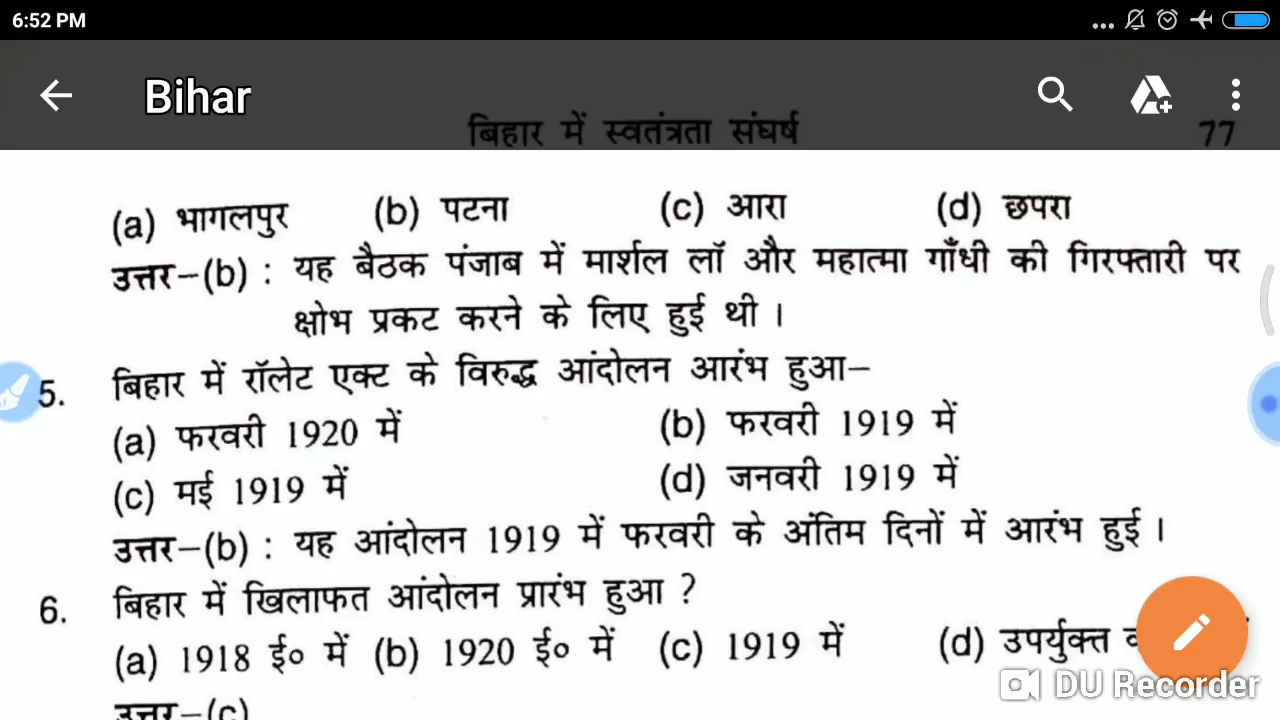 6:52 PM
Bihar
बिहार में स्वतंत्रता संघर्ष 77
(a) भागलपुर (b) पटना (c) आरा (d) छपरा
उत्तर–(b) : यह बैठक पंजाब में मार्शल लॉ और महात्मा गाँधी की गिरफ्तारी पर
क्षोभ प्रकट करने के लिए हुई थी ।
5. बिहार में रॉलेट एक्ट के विरुद्ध आंदोलन आरंभ हुआ–
(a) फरवरी 1920 में (b) फरवरी 1919 में
(c) मई 1919 में (d) जनवरी 1919 में
उत्तर–(b) : यह आंदोलन 1919 में फरवरी के अंतिम दिनों में आरंभ हुई ।
6. बिहार में खिलाफत आंदोलन प्रारंभ हुआ ?
(a) 1918 ई० में (b) 1920 ई० में (c) 1919 में (d) उपर्युक्त
उत्तर–(c)
DU Recorder